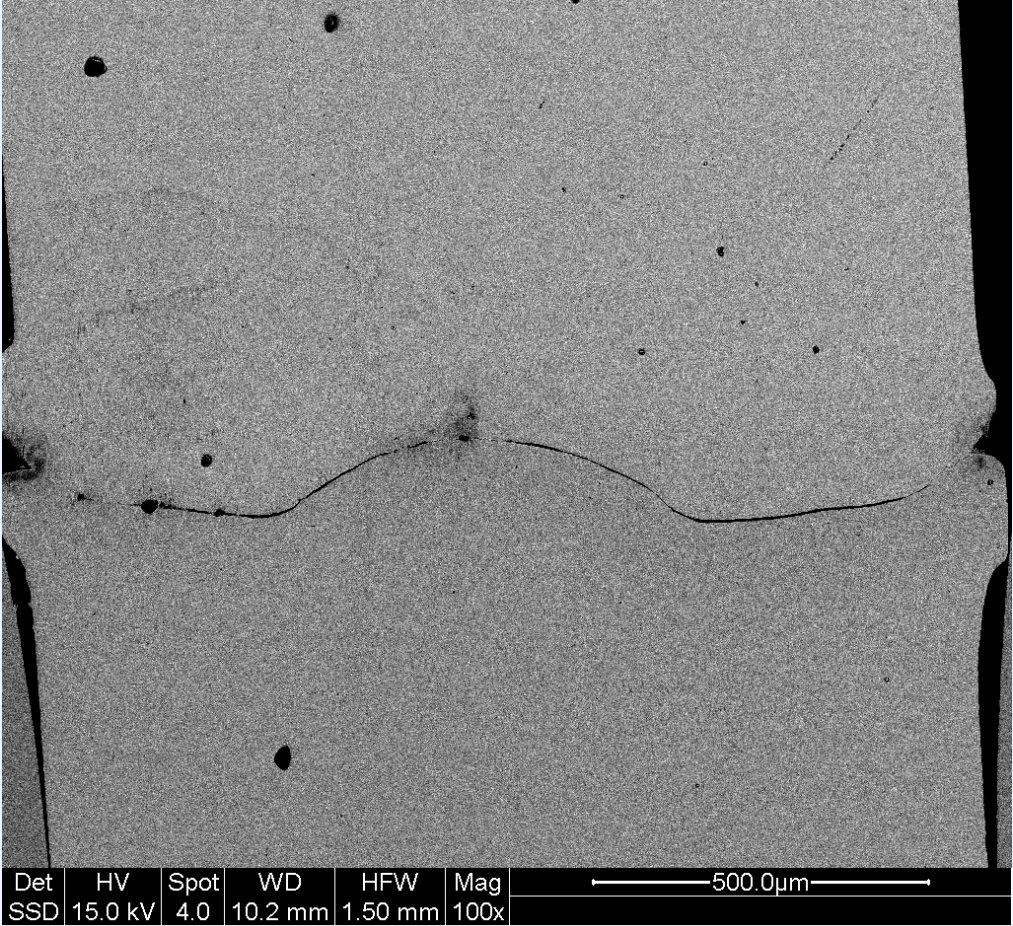 500.0µm
Det HV Spot WD HFW Mag
SSD 15.0 kV 4.0 10.2 mm 1.50 mm 100x